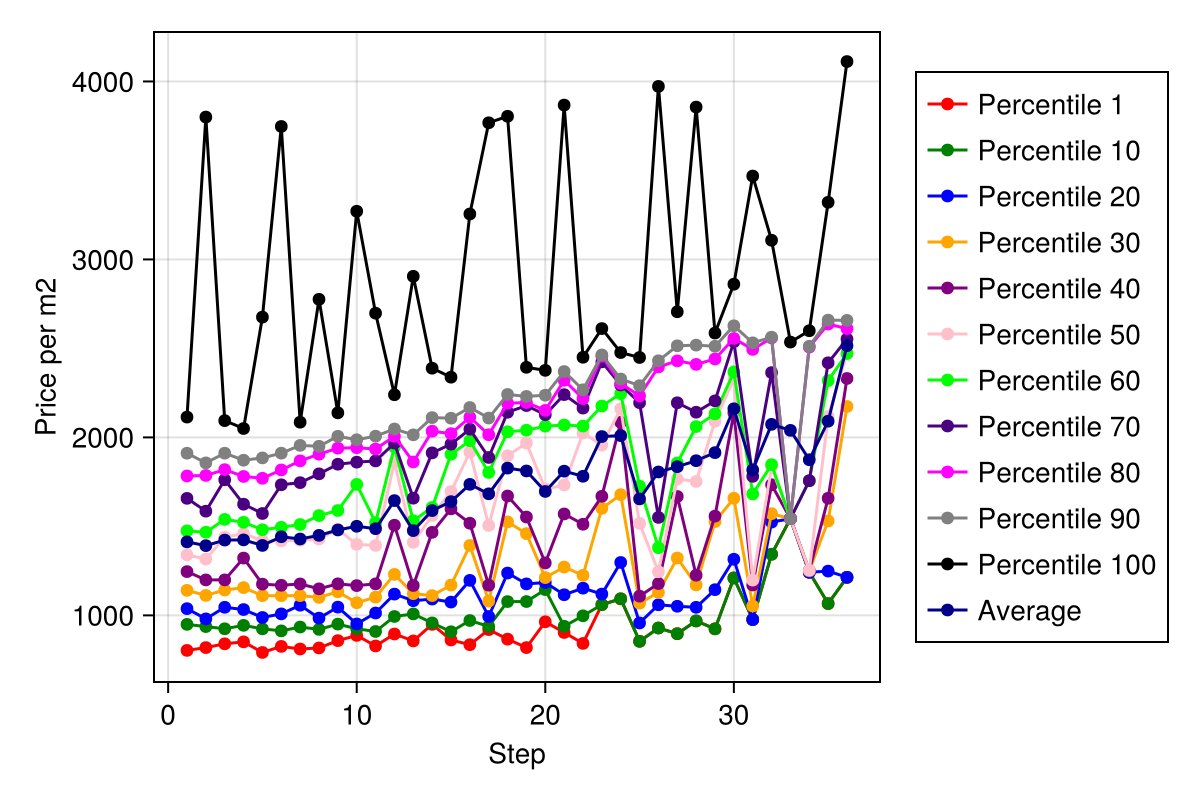 4000
3000
2000
1000
Price per m2
0 10 20 30
Step
Percentile 1
Percentile 10
Percentile 20
Percentile 30
Percentile 40
Percentile 50
Percentile 60
Percentile 70
Percentile 80
Percentile 90
Percentile 100
Average